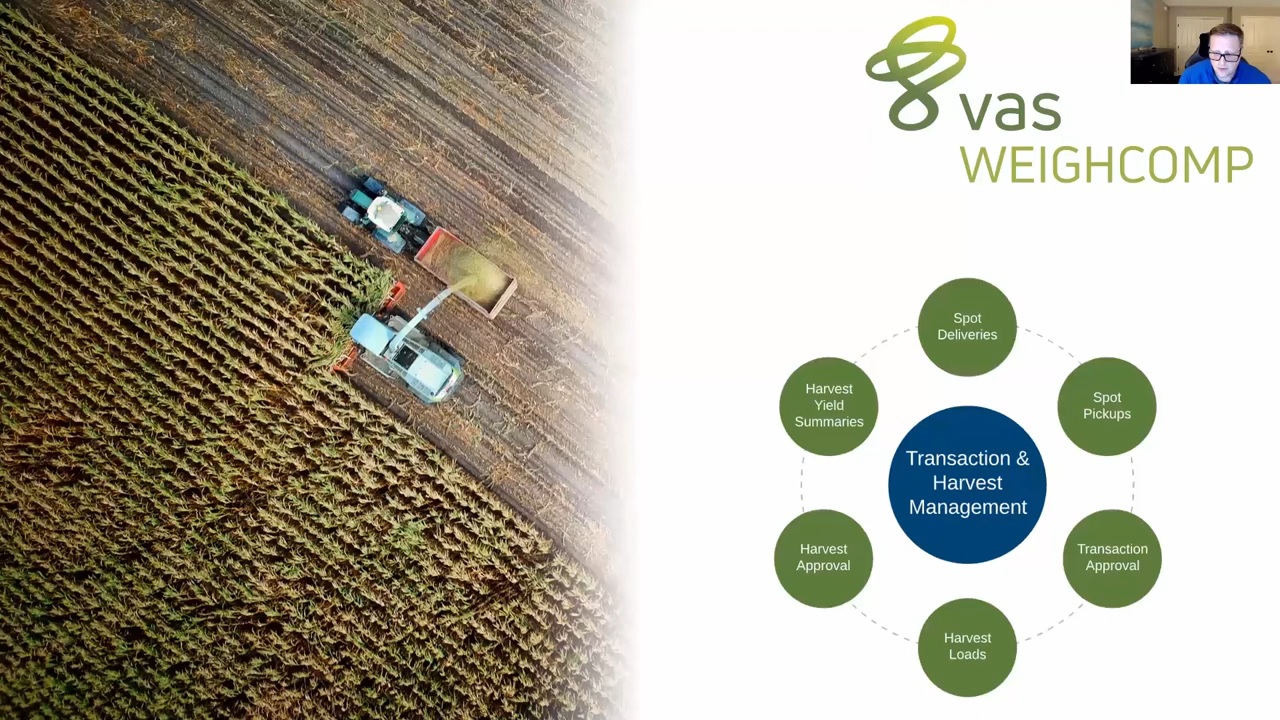 vas
WEIGHCOMP
Spot
Deliveries
Spot
Pickups
Transaction
Approval
Harvest
Loads
Harvest
Approval
Harvest
Yield
Summaries
Transaction &
Harvest
Management